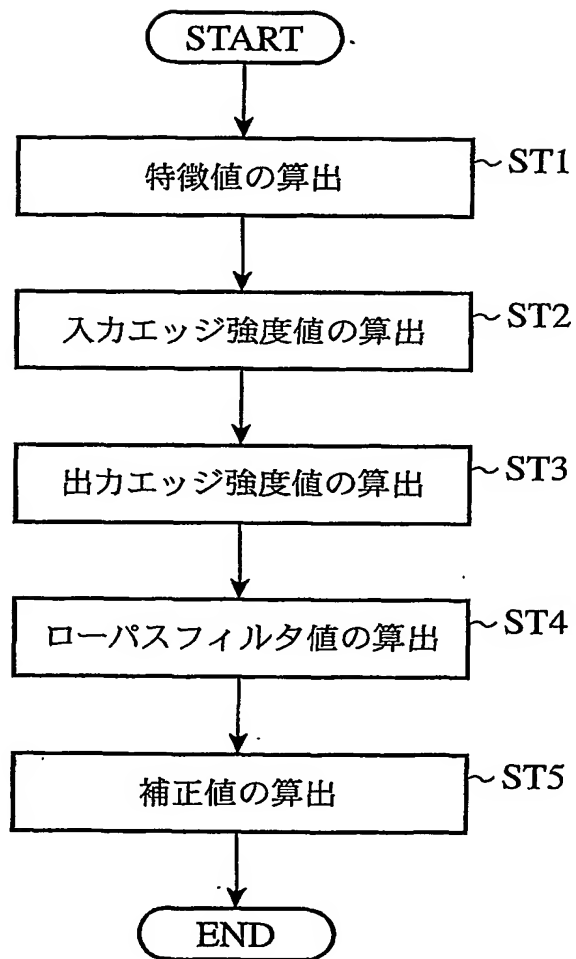 START
特徴値の算出
~ST1
入力エッジ強度値の算出
~ST2
出力エッジ強度値の算出
~ST3
ローパスフィルタ値の算出
~ST4
補正値の算出
~ST5
END